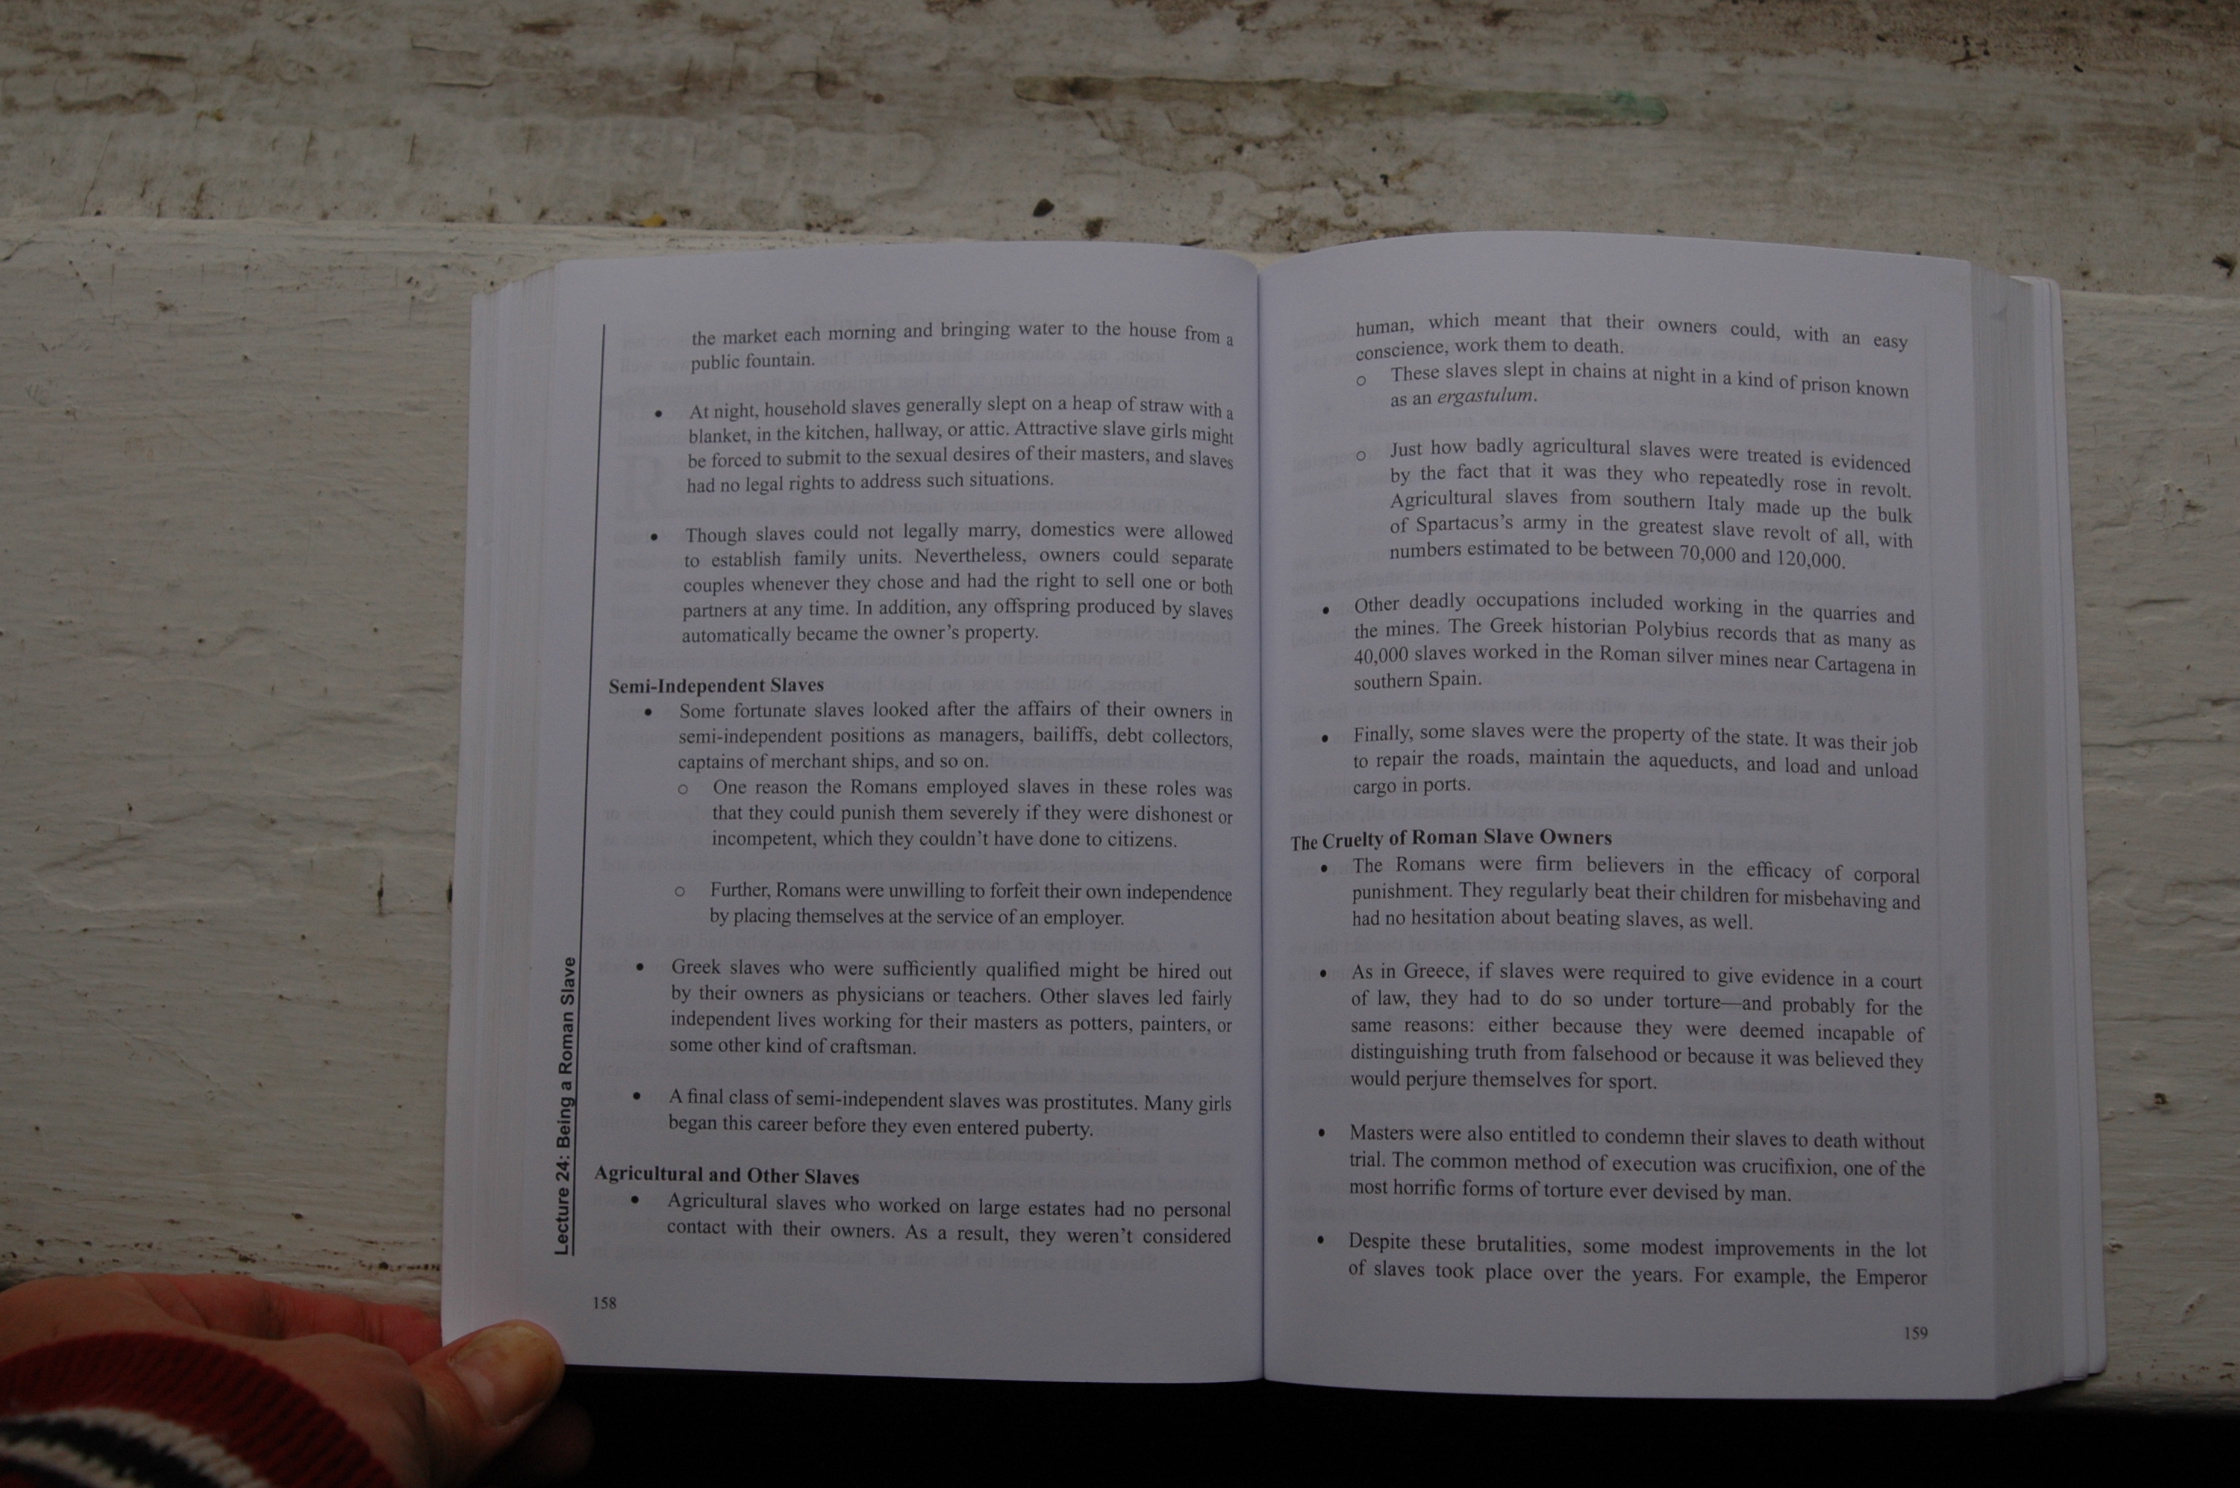 the market each morning and bringing water to the house from a
public fountain.
• At night, household slaves generally slept on a heap of straw with a
blanket, in the kitchen, hallway, or attic. Attractive slave girls might
be forced to submit to the sexual desires of their masters, and slaves
had no legal rights to address such situations.
• Though slaves could not legally marry, domestics were allowed
to establish family units. Nevertheless, owners could separate
couples whenever they chose and had the right to sell one or both
partners at any time. In addition, any offspring produced by slaves
automatically became the owner's property.
Semi-Independent Slaves
• Some fortunate slaves looked after the affairs of their owners in
semi-independent positions as managers, bailiffs, debt collectors,
captains of merchant ships, and so on.
○ One reason the Romans employed slaves in these roles was
that they could punish them severely if they were dishonest or
incompetent, which they couldn't have done to citizens.
○ Further, Romans were unwilling to forfeit their own independence
by placing themselves at the service of an employer.
• Greek slaves who were sufficiently qualified might be hired out
by their owners as physicians or teachers. Other slaves led fairly
independent lives working for their masters as potters, painters, or
some other kind of craftsman.
• A final class of semi-independent slaves was prostitutes. Many girls
began this career before they even entered puberty.
Agricultural and Other Slaves
• Agricultural slaves who worked on large estates had no personal
contact with their owners. As a result, they weren't considered
Lecture 24: Being a Roman Slave
158
human, which meant that their owners could, with an easy
conscience, work them to death.
○ These slaves slept in chains at night in a kind of prison known
as an ergastulum.
○ Just how badly agricultural slaves were treated is evidenced
by the fact that it was they who repeatedly rose in revolt.
Agricultural slaves from southern Italy made up the bulk
of Spartacus's army in the greatest slave revolt of all, with
numbers estimated to be between 70,000 and 120,000.
• Other deadly occupations included working in the quarries and
the mines. The Greek historian Polybius records that as many as
40,000 slaves worked in the Roman silver mines near Cartagena in
southern Spain.
• Finally, some slaves were the property of the state. It was their job
to repair the roads, maintain the aqueducts, and load and unload
cargo in ports.
The Cruelty of Roman Slave Owners
• The Romans were firm believers in the efficacy of corporal
punishment. They regularly beat their children for misbehaving and
had no hesitation about beating slaves, as well.
• As in Greece, if slaves were required to give evidence in a court
of law, they had to do so under torture—and probably for the
same reasons: either because they were deemed incapable of
distinguishing truth from falsehood or because it was believed they
would perjure themselves for sport.
• Masters were also entitled to condemn their slaves to death without
trial. The common method of execution was crucifixion, one of the
most horrific forms of torture ever devised by man.
• Despite these brutalities, some modest improvements in the lot
of slaves took place over the years. For example, the Emperor
159